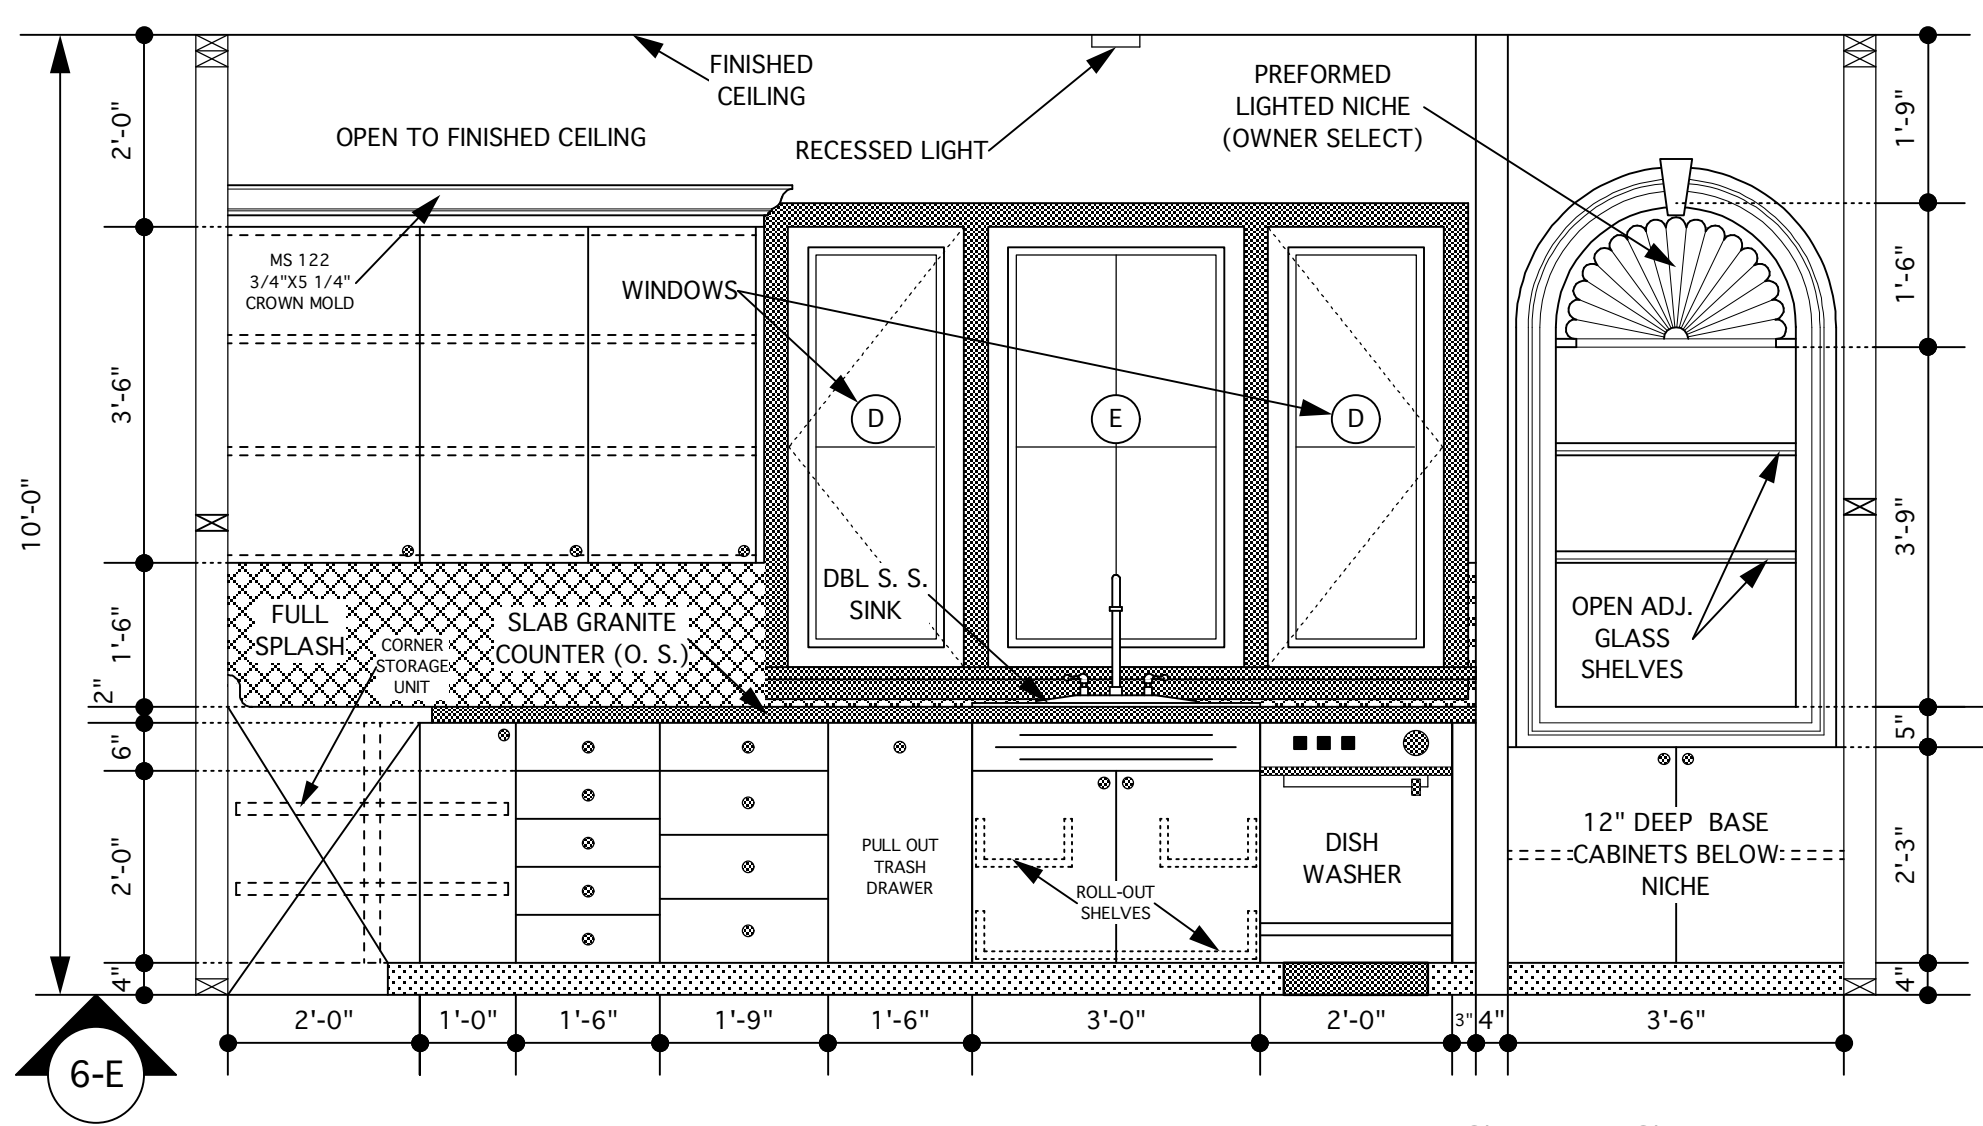 FINISHED
CEILING
PREFORMED
LIGHTED NICHE
(OWNER SELECT)
OPEN TO FINISHED CEILING
RECESSED LIGHT
2'-0"
1'-9"
MS 122
3/4"X5 1/4"
CROWN MOLD
WINDOWS
1'-6"
3'-6"
D
E
D
10'-0"
3'-9"
FULL
SPLASH
CORNER
STORAGE
UNIT
SLAB GRANITE
COUNTER (O. S.)
DBL S. S.
SINK
OPEN ADJ.
GLASS
SHELVES
1'-6"
2"
6"
5"
2'-0"
PULL OUT
TRASH
DRAWER
ROLL-OUT
SHELVES
DISH
WASHER
12" DEEP BASE
CABINETS BELOW
NICHE
2'-3"
4"
4"
2'-0"
1'-0"
1'-6"
1'-9"
1'-6"
3'-0"
2'-0"
3"
4"
3'-6"
6-E